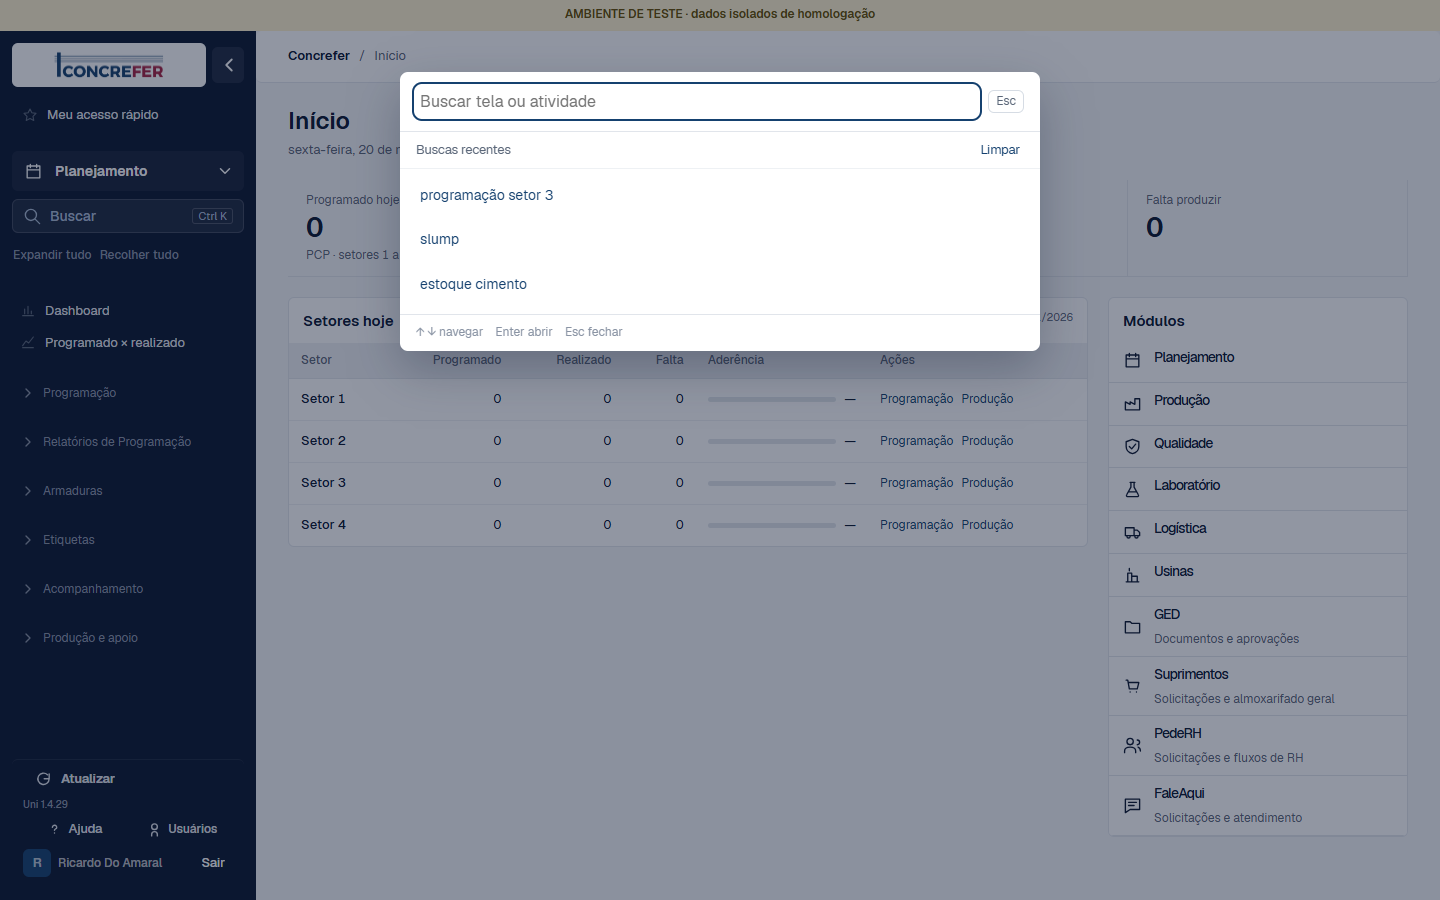 AMBIENTE DE TESTE · dados isolados de homologação
CONCREFER
Meu acesso rápido
Planejamento
Buscar Ctrl K
Expandir tudo Recolher tudo
Dashboard
Programado × realizado
Programação
Relatórios de Programação
Armaduras
Etiquetas
Acompanhamento
Produção e apoio
Atualizar
Uni 1.4.29
? Ajuda Usuários
R Ricardo Do Amaral Sair
Concrefer / Início
Buscar tela ou atividade Esc
Buscas recentes Limpar
programação setor 3
slump
estoque cimento
↑↓ navegar Enter abrir Esc fechar
Início
sexta-feira, 20 de
Programado hoje
0
PCP · setores 1 a
Falta produzir
0
Setores hoje /2026
Setor Programado Realizado Falta Aderência Ações
Setor 1 0 0 0 — Programação Produção
Setor 2 0 0 0 — Programação Produção
Setor 3 0 0 0 — Programação Produção
Setor 4 0 0 0 — Programação Produção
Módulos
Planejamento
Produção
Qualidade
Laboratório
Logística
Usinas
GED
Documentos e aprovações
Suprimentos
Solicitações e almoxarifado geral
PedeRH
Solicitações e fluxos de RH
FaleAqui
Solicitações e atendimento